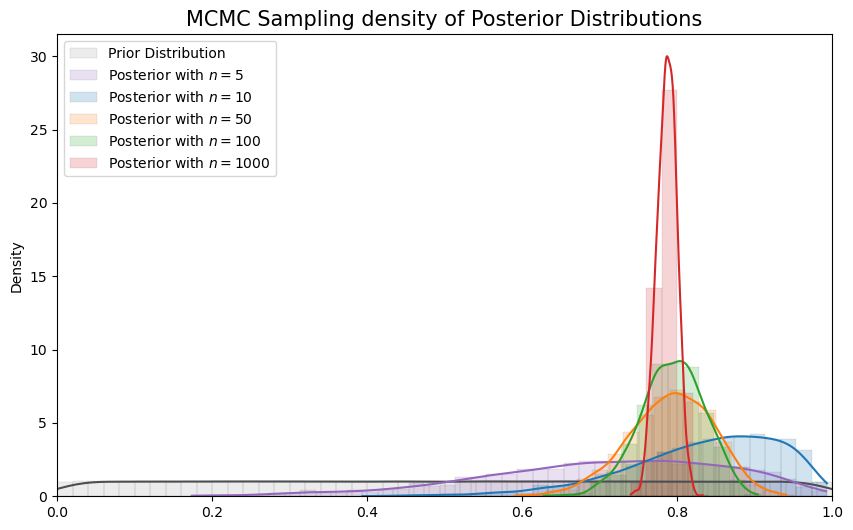 MCMC Sampling density of Posterior Distributions
Prior Distribution
Posterior with n = 5
Posterior with n = 10
Posterior with n = 50
Posterior with n = 100
Posterior with n = 1000
Density
30
25
20
15
10
5
0
0.0 0.2 0.4 0.6 0.8 1.0